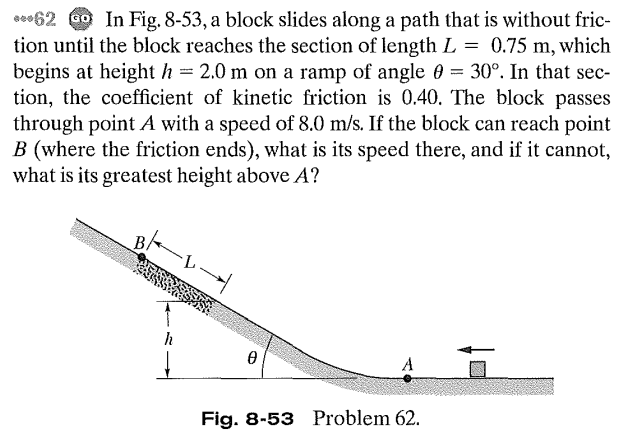 •••62 GO In Fig. 8-53, a block slides along a path that is without fric-
tion until the block reaches the section of length L = 0.75 m, which
begins at height h = 2.0 m on a ramp of angle θ = 30°. In that sec-
tion, the coefficient of kinetic friction is 0.40. The block passes
through point A with a speed of 8.0 m/s. If the block can reach point
B (where the friction ends), what is its speed there, and if it cannot,
what is its greatest height above A?
B
L
h
θ
A
Fig. 8-53 Problem 62.